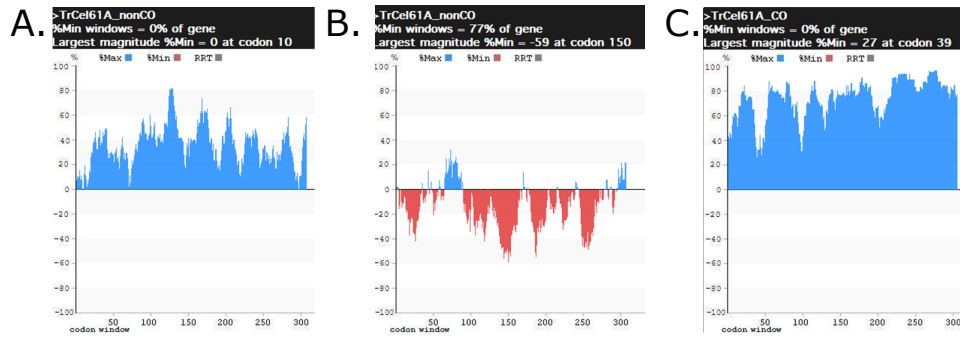 A.
>TrCel61A_nonCO
%Min windows = 0% of gene
Largest magnitude %Min = 0 at codon 10
% %Max %Min RRT
100
80
60
40
20
0
-20
-40
-60
-80
-100
50 100 150 200 250 300
codon window
B.
>TrCel61A_nonCO
%Min windows = 77% of gene
Largest magnitude %Min = -59 at codon 150
% %Max %Min RRT
100
80
60
40
20
0
-20
-40
-60
-80
-100
50 100 150 200 250 300
codon window
C.
>TrCel61A_CO
%Min windows = 0% of gene
Largest magnitude %Min = 27 at codon 39
% %Max %Min RRT
100
80
60
40
20
0
-20
-40
-60
-80
-100
50 100 150 200 250 300
codon window